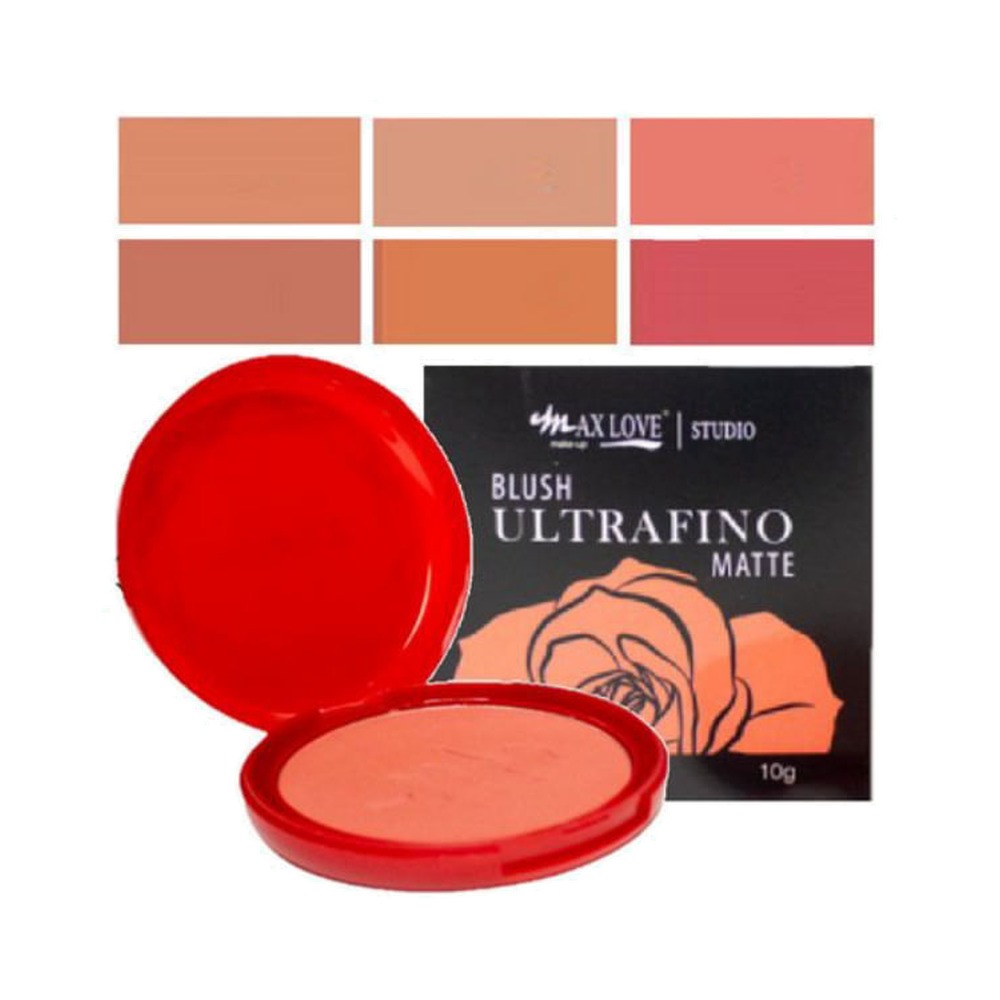 MAX LOVE® | STUDIO
make-up
BLUSH
ULTRAFINO
MATTE
10g